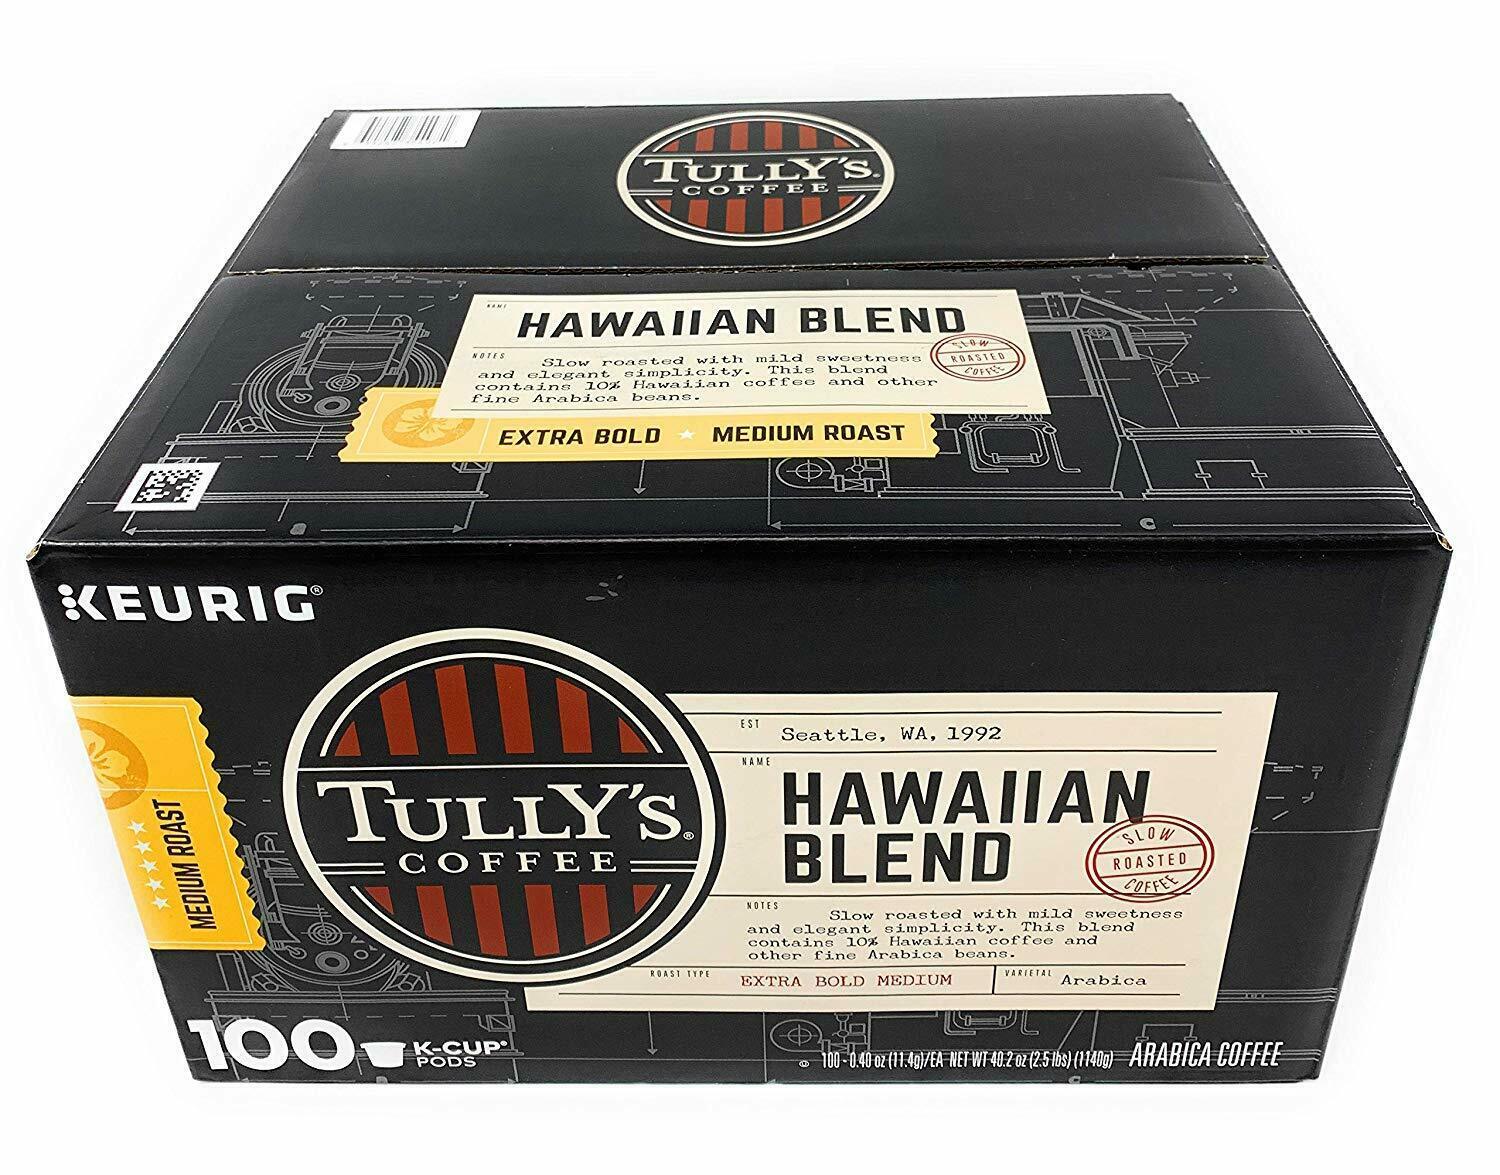 TULLY'S®
COFFEE
NAME
HAWAIIAN BLEND
NOTES
Slow roasted with mild sweetness
and elegant simplicity. This blend
contains 10% Hawaiian coffee and other
fine Arabica beans.
SLOW
ROASTED
COFFEE
EXTRA BOLD ★ MEDIUM ROAST
B
C
KEURIG®
MEDIUM ROAST
TULLY'S®
COFFEE
EST Seattle, WA, 1992
NAME
HAWAIIAN
BLEND
SLOW
ROASTED
COFFEE
NOTES
Slow roasted with mild sweetness
and elegant simplicity. This blend
contains 10% Hawaiian coffee and
other fine Arabica beans.
ROAST TYPE EXTRA BOLD MEDIUM VARIETAL Arabica
100 K-CUP®
PODS
100 - 0.40 oz (11.4g)/EA NET WT 40.2 oz (2.5 lbs) (1140g) ARABICA COFFEE
C